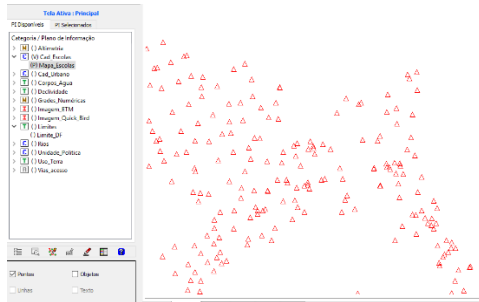 Tela Ativa : Principal
PI Disponíveis PI Selecionados
Categoria / Plano de Informação
M () Altimetria
C (V) Cad_Escolas
(P) Mapa_Escolas
C () Cad_Urbano
T () Corpos_Agua
T () Declividade
M () Grades_Numéricas
I () Imagem_ETM
I () Imagem_Quick_Bird
T () Limites
() Limite_DF
C () Rios
C () Unidade_Politica
T () Uso_Terra
R () Vias_acesso
Pontos Objetos
Linhas Texto